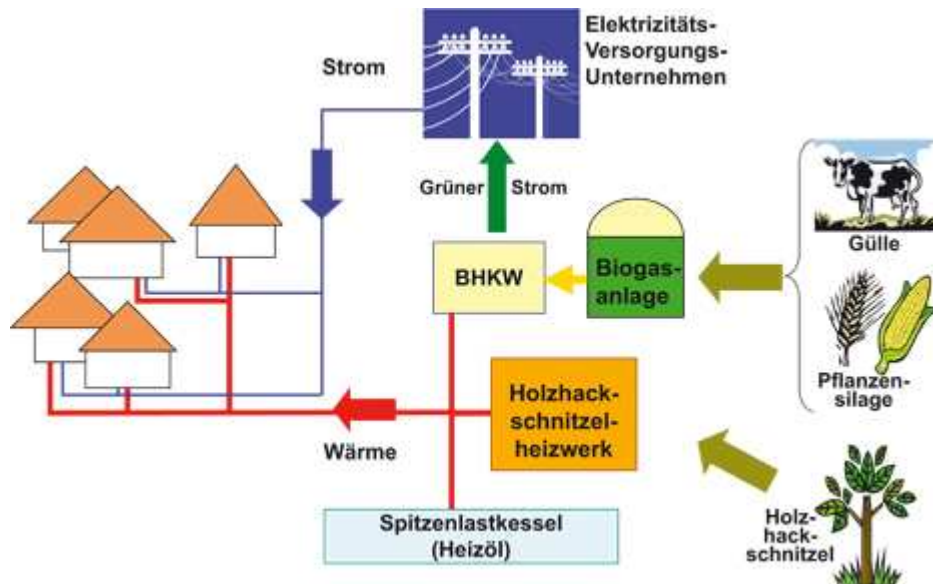 Elektrizitäts-
Versorgungs-
Unternehmen
Strom
Grüner Strom
Gülle
BHKW
Biogas-
anlage
Pflanzen-
silage
Holzhack-
schnitzel-
heizwerk
Wärme
Holz-
hack-
schnitzel
Spitzenlastkessel
(Heizöl)